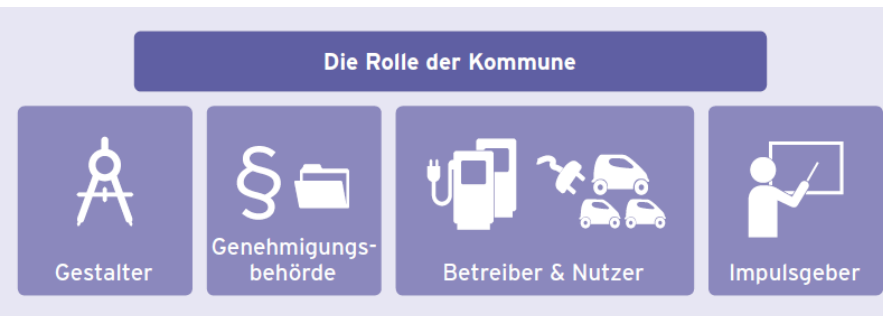 Die Rolle der Kommune
Gestalter
§
Genehmigungs-
behörde
Betreiber & Nutzer
Impulsgeber